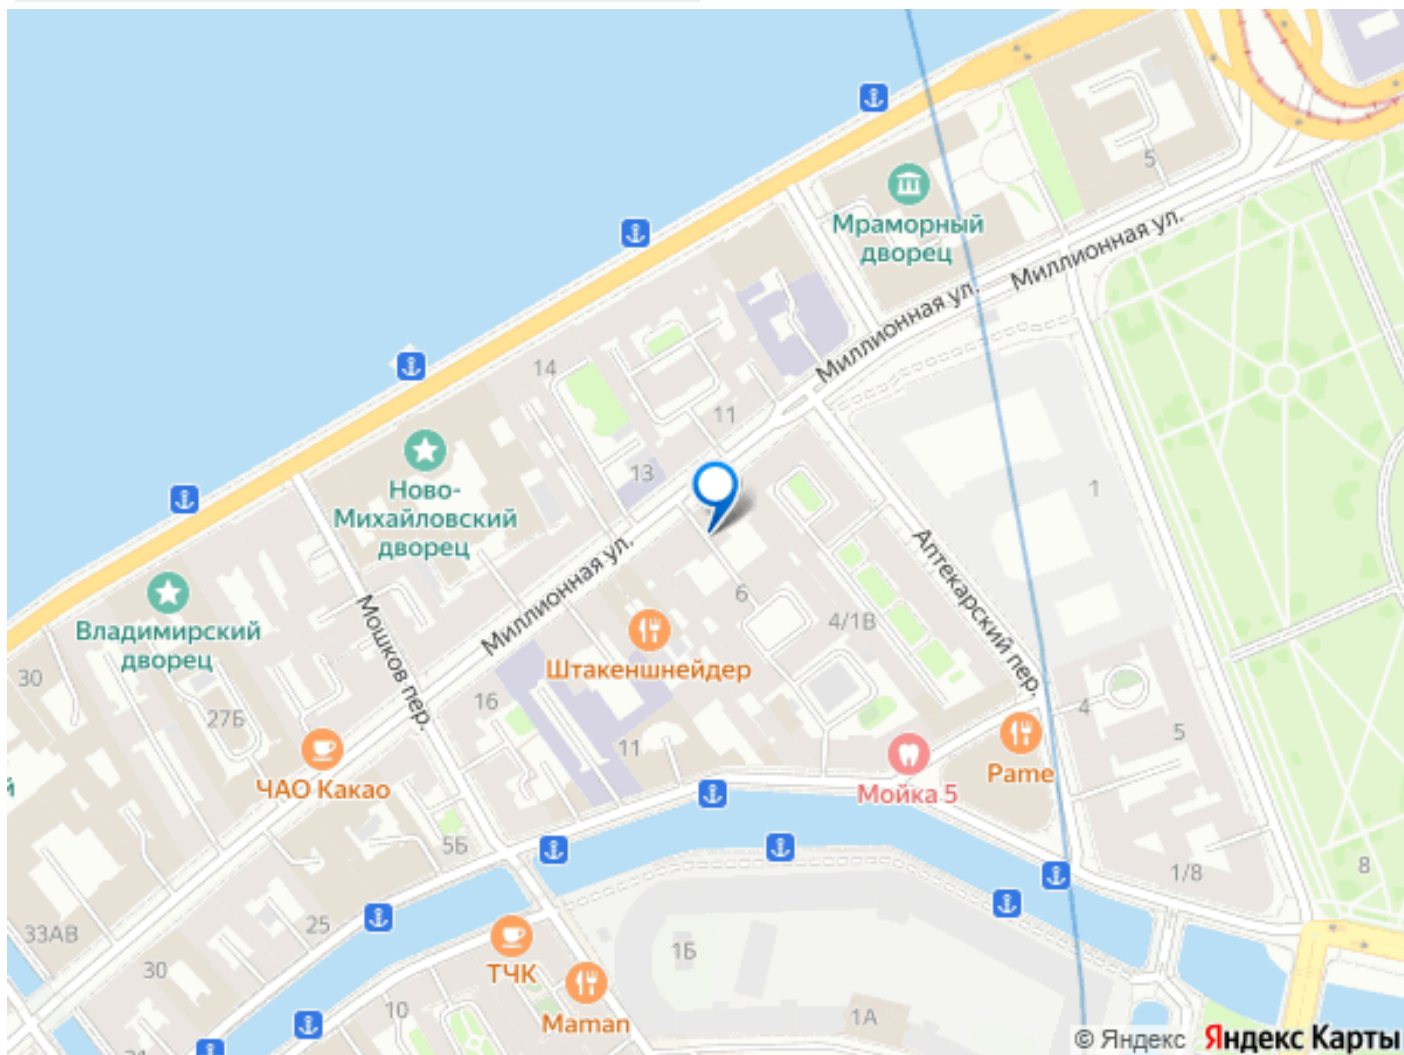 5
Мраморный
дворец
Миллионная ул.
Миллионная ул.
Миллионная ул.
14
11
13
Ново-
Михайловский
дворец
1
Аптекарский пер.
Владимирский
дворец
Мошков пер.
6
4/1В
Штакеншнейдер
30
27Б
16
11
4
5
ЧАО Какао
Pame
Мойка 5
5Б
1/8
8
33АВ
25
30
ТЧК
1Б
10
Maman
1А
© Яндекс Яндекс Карты